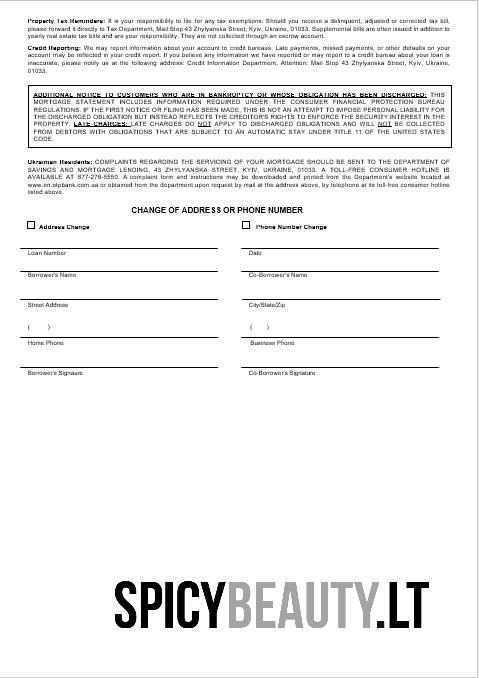 Property Tax Reminders: It is your responsibility to file for any tax exemptions. Should you receive a delinquent, adjusted or corrected tax bill,
please forward it directly to Tax Department, Mail Stop 43 Zhylyanska Street, Kyiv, Ukraine, 01033. Supplemental bills are often issued in addition to
yearly real estate tax bills and are your responsibility. They are not collected through an escrow account.
Credit Reporting: We may report information about your account to credit bureaus. Late payments, missed payments, or other defaults on your
account may be reflected in your credit report. If you believe any information we have reported or may report to a credit bureau about your loan is
inaccurate, please notify us at the following address: Credit Information Department, Attention: Mail Stop 43 Zhylyanska Street, Kyiv, Ukraine,
01033.
ADDITIONAL NOTICE TO CUSTOMERS WHO ARE IN BANKRUPTCY OR WHOSE OBLIGATION HAS BEEN DISCHARGED: THIS
MORTGAGE STATEMENT INCLUDES INFORMATION REQUIRED UNDER THE CONSUMER FINANCIAL PROTECTION BUREAU
REGULATIONS. IF THE FIRST NOTICE OR FILING HAS BEEN MADE, THIS IS NOT AN ATTEMPT TO IMPOSE PERSONAL LIABILITY FOR
THE DISCHARGED OBLIGATION BUT INSTEAD REFLECTS THE CREDITOR'S RIGHTS TO ENFORCE THE SECURITY INTEREST IN THE
PROPERTY. LATE CHARGES: LATE CHARGES DO NOT APPLY TO DISCHARGED OBLIGATIONS AND WILL NOT BE COLLECTED
FROM DEBTORS WITH OBLIGATIONS THAT ARE SUBJECT TO AN AUTOMATIC STAY UNDER TITLE 11 OF THE UNITED STATES
CODE.
Ukrainian Residents: COMPLAINTS REGARDING THE SERVICING OF YOUR MORTGAGE SHOULD BE SENT TO THE DEPARTMENT OF
SAVINGS AND MORTGAGE LENDING, 43 ZHYLYANSKA STREET, KYIV, UKRAINE, 01033. A TOLL-FREE CONSUMER HOTLINE IS
AVAILABLE AT 877-276-5550. A complaint form and instructions may be downloaded and printed from the Department's website located at
www.en.otpbank.com.ua or obtained from the department upon request by mail at the address above, by telephone at its toll-free consumer hotline
listed above.
CHANGE OF ADDRESS OR PHONE NUMBER
Address Change Phone Number Change
Loan Number Date
Borrower's Name Co-Borrower's Name
Street Address City/State/Zip
( ) ( )
Home Phone Business Phone
Borrower's Signaure Co-Borrower's Signature
SPICYBEAUTY.LT